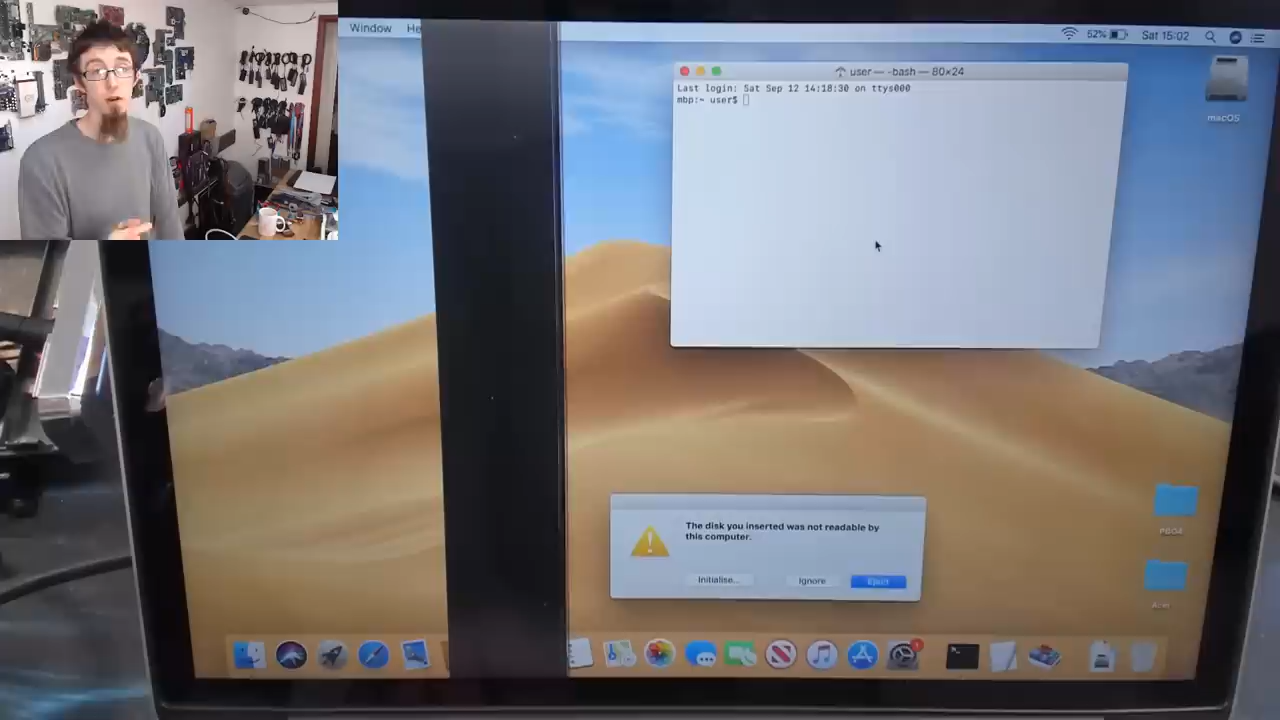 Window He
52% Sat 15:02
user — -bash — 80×24
Last login: Sat Sep 12 14:18:30 on ttys000
mbp:~ user$
macOS
The disk you inserted was not readable by
this computer.
Initialise... Ignore Eject
1